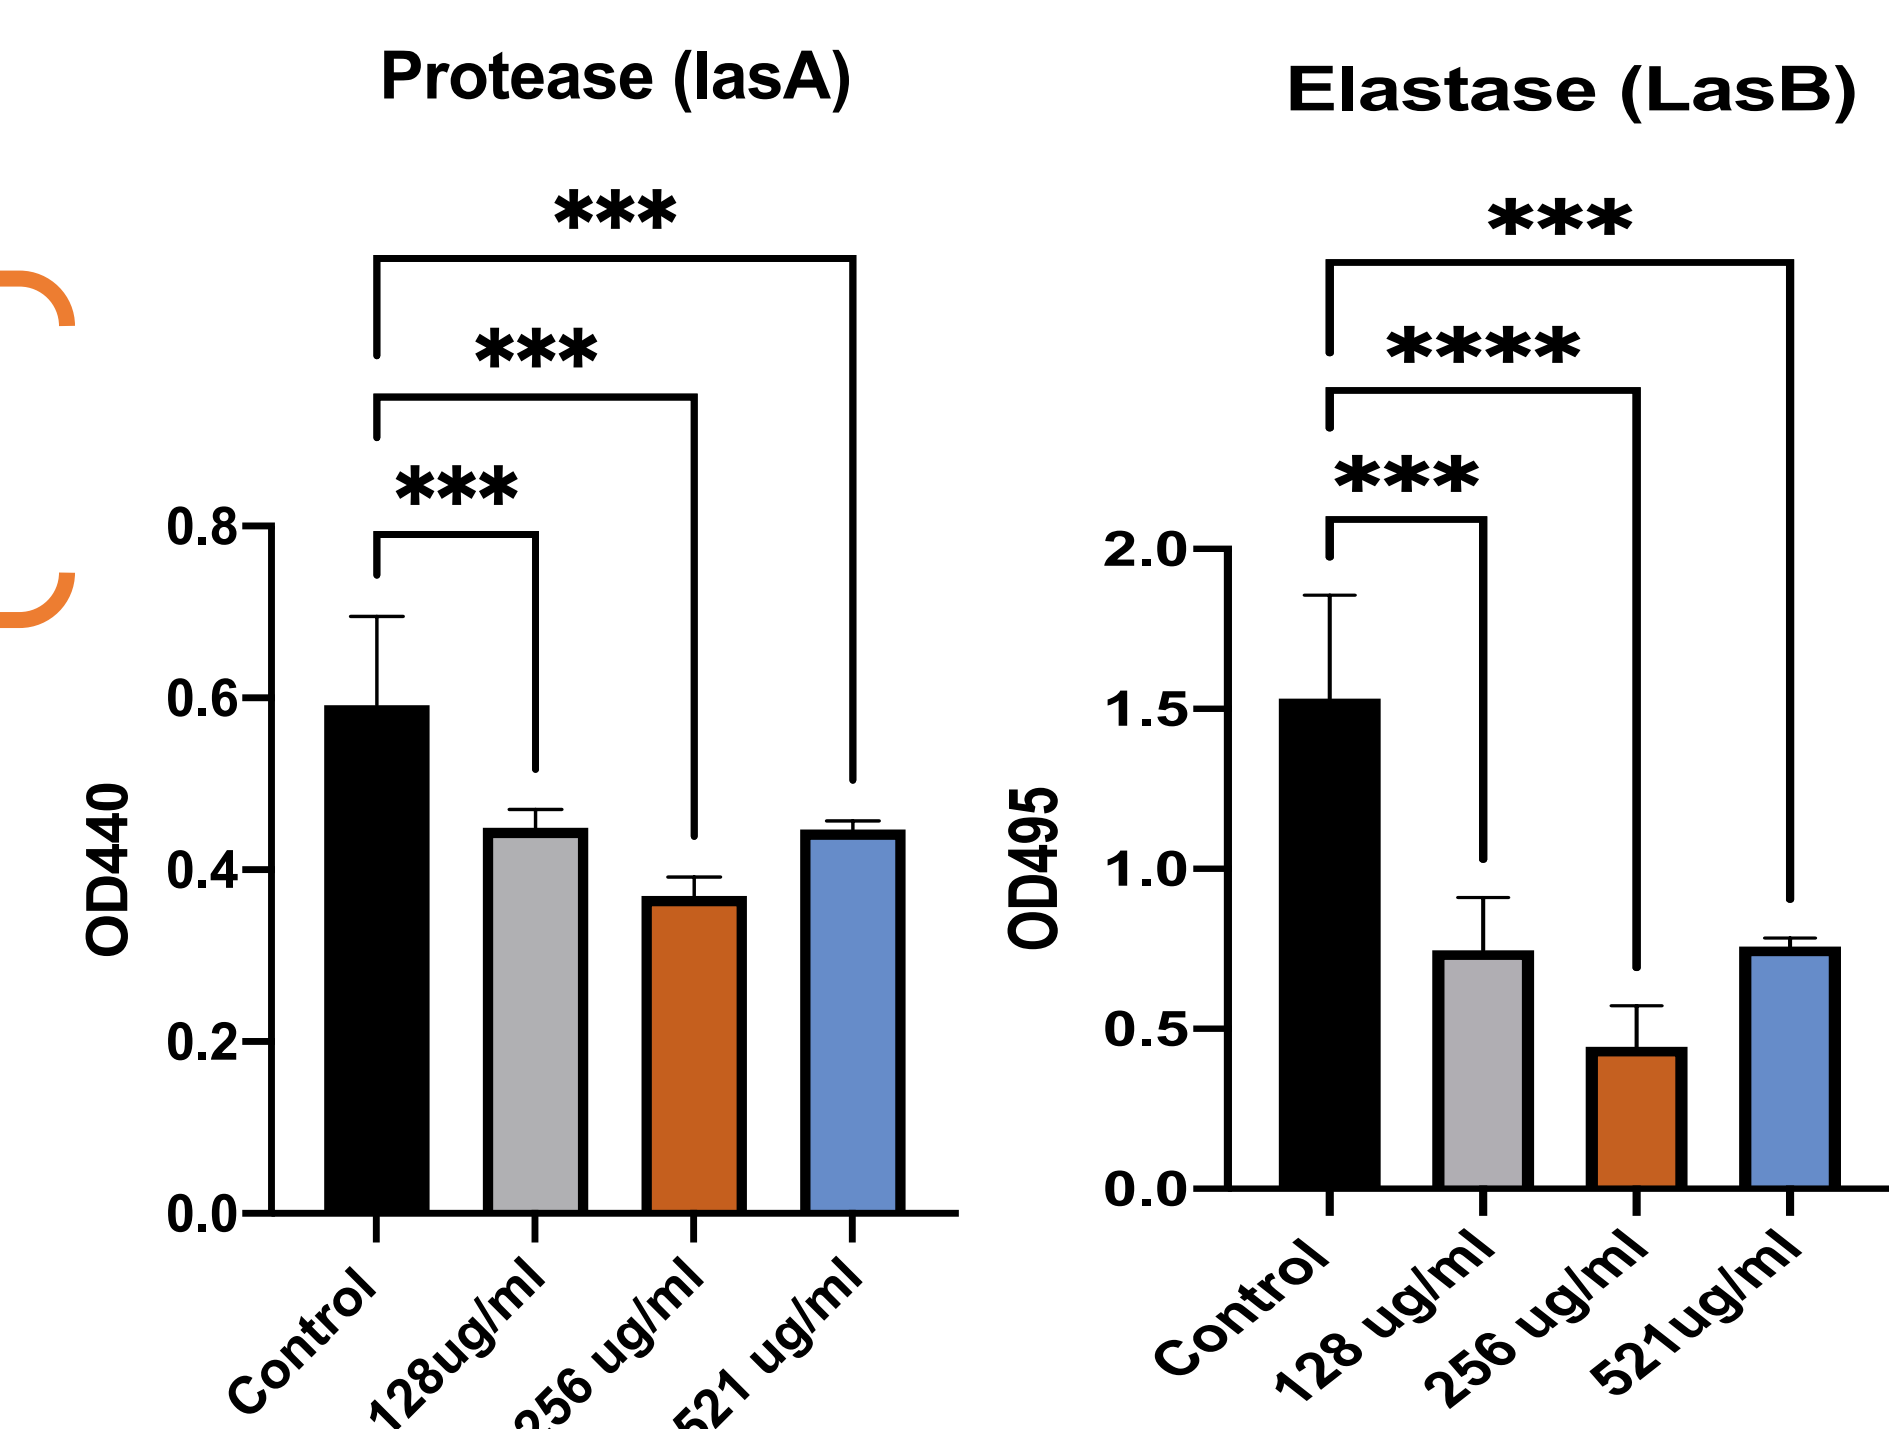 Protease (lasA)
***
***
***
0.8
0.6
0.4
0.2
0.0
OD440
Control
128ug/ml
256 ug/ml
521 ug/ml
Elastase (LasB)
***
****
***
2.0
1.5
1.0
0.5
0.0
OD495
Control
128 ug/ml
256 ug/ml
521ug/ml